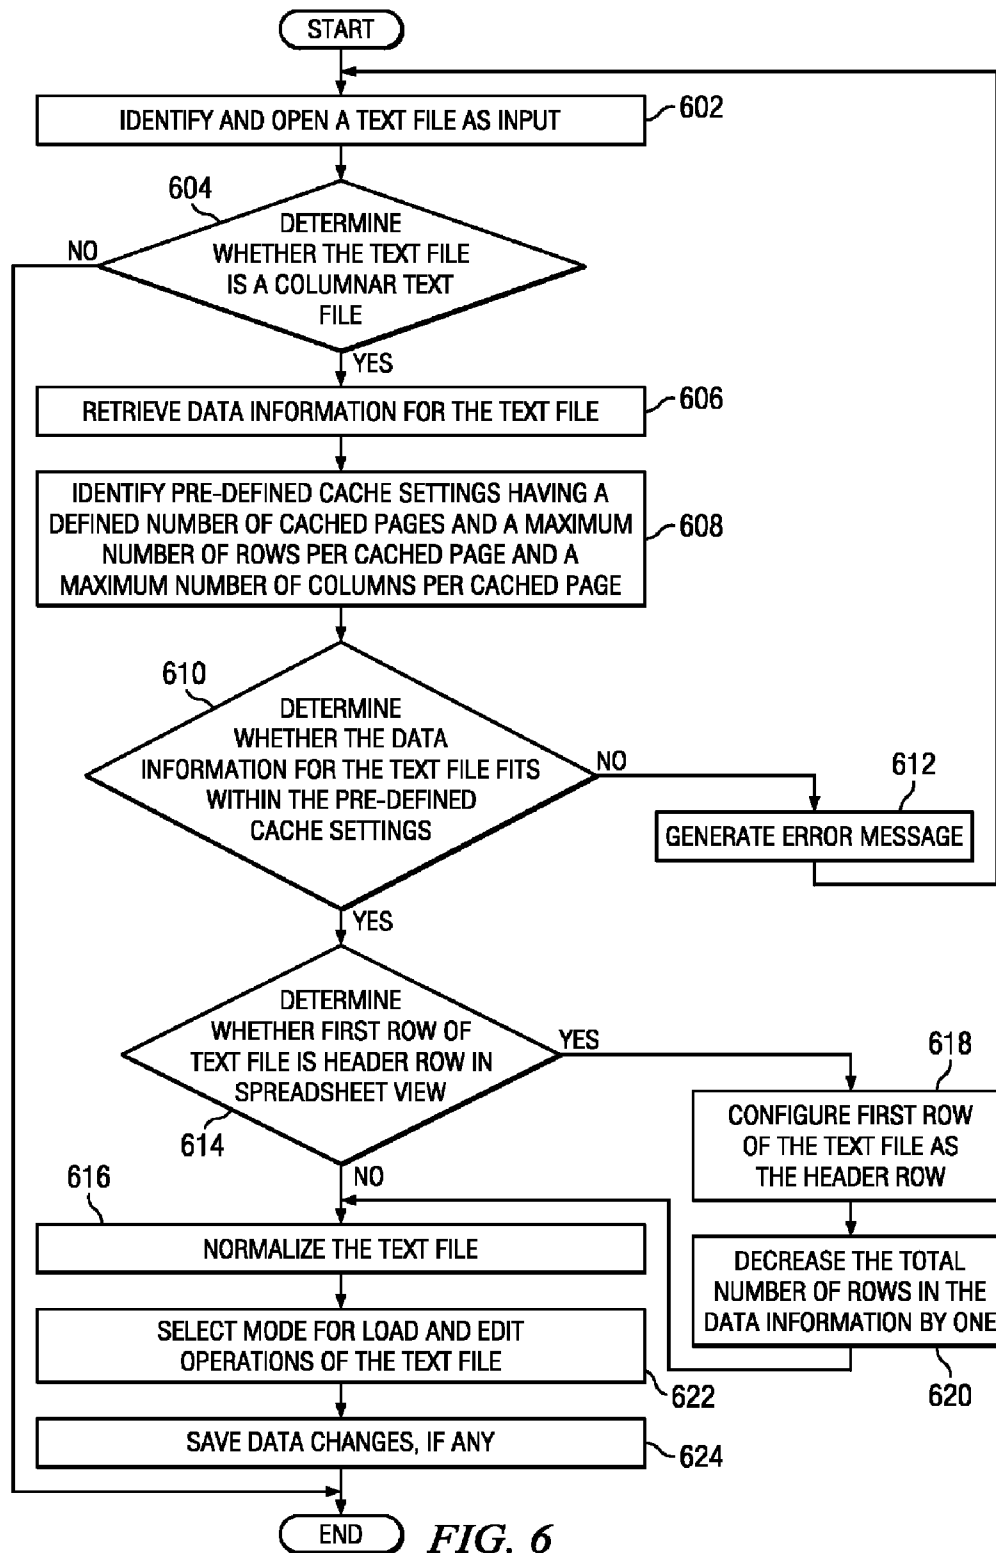 START
IDENTIFY AND OPEN A TEXT FILE AS INPUT
602
604
DETERMINE
WHETHER THE TEXT FILE
IS A COLUMNAR TEXT
FILE
NO
YES
RETRIEVE DATA INFORMATION FOR THE TEXT FILE
606
IDENTIFY PRE-DEFINED CACHE SETTINGS HAVING A
DEFINED NUMBER OF CACHED PAGES AND A MAXIMUM
NUMBER OF ROWS PER CACHED PAGE AND A
MAXIMUM NUMBER OF COLUMNS PER CACHED PAGE
608
610
DETERMINE
WHETHER THE DATA
INFORMATION FOR THE TEXT FILE FITS
WITHIN THE PRE-DEFINED
CACHE SETTINGS
NO
612
GENERATE ERROR MESSAGE
YES
DETERMINE
WHETHER FIRST ROW OF
TEXT FILE IS HEADER ROW IN
SPREADSHEET VIEW
614
YES
618
CONFIGURE FIRST ROW
OF THE TEXT FILE AS
THE HEADER ROW
NO
616
NORMALIZE THE TEXT FILE
DECREASE THE TOTAL
NUMBER OF ROWS IN THE
DATA INFORMATION BY ONE
620
SELECT MODE FOR LOAD AND EDIT
OPERATIONS OF THE TEXT FILE
622
SAVE DATA CHANGES, IF ANY
624
END
FIG. 6